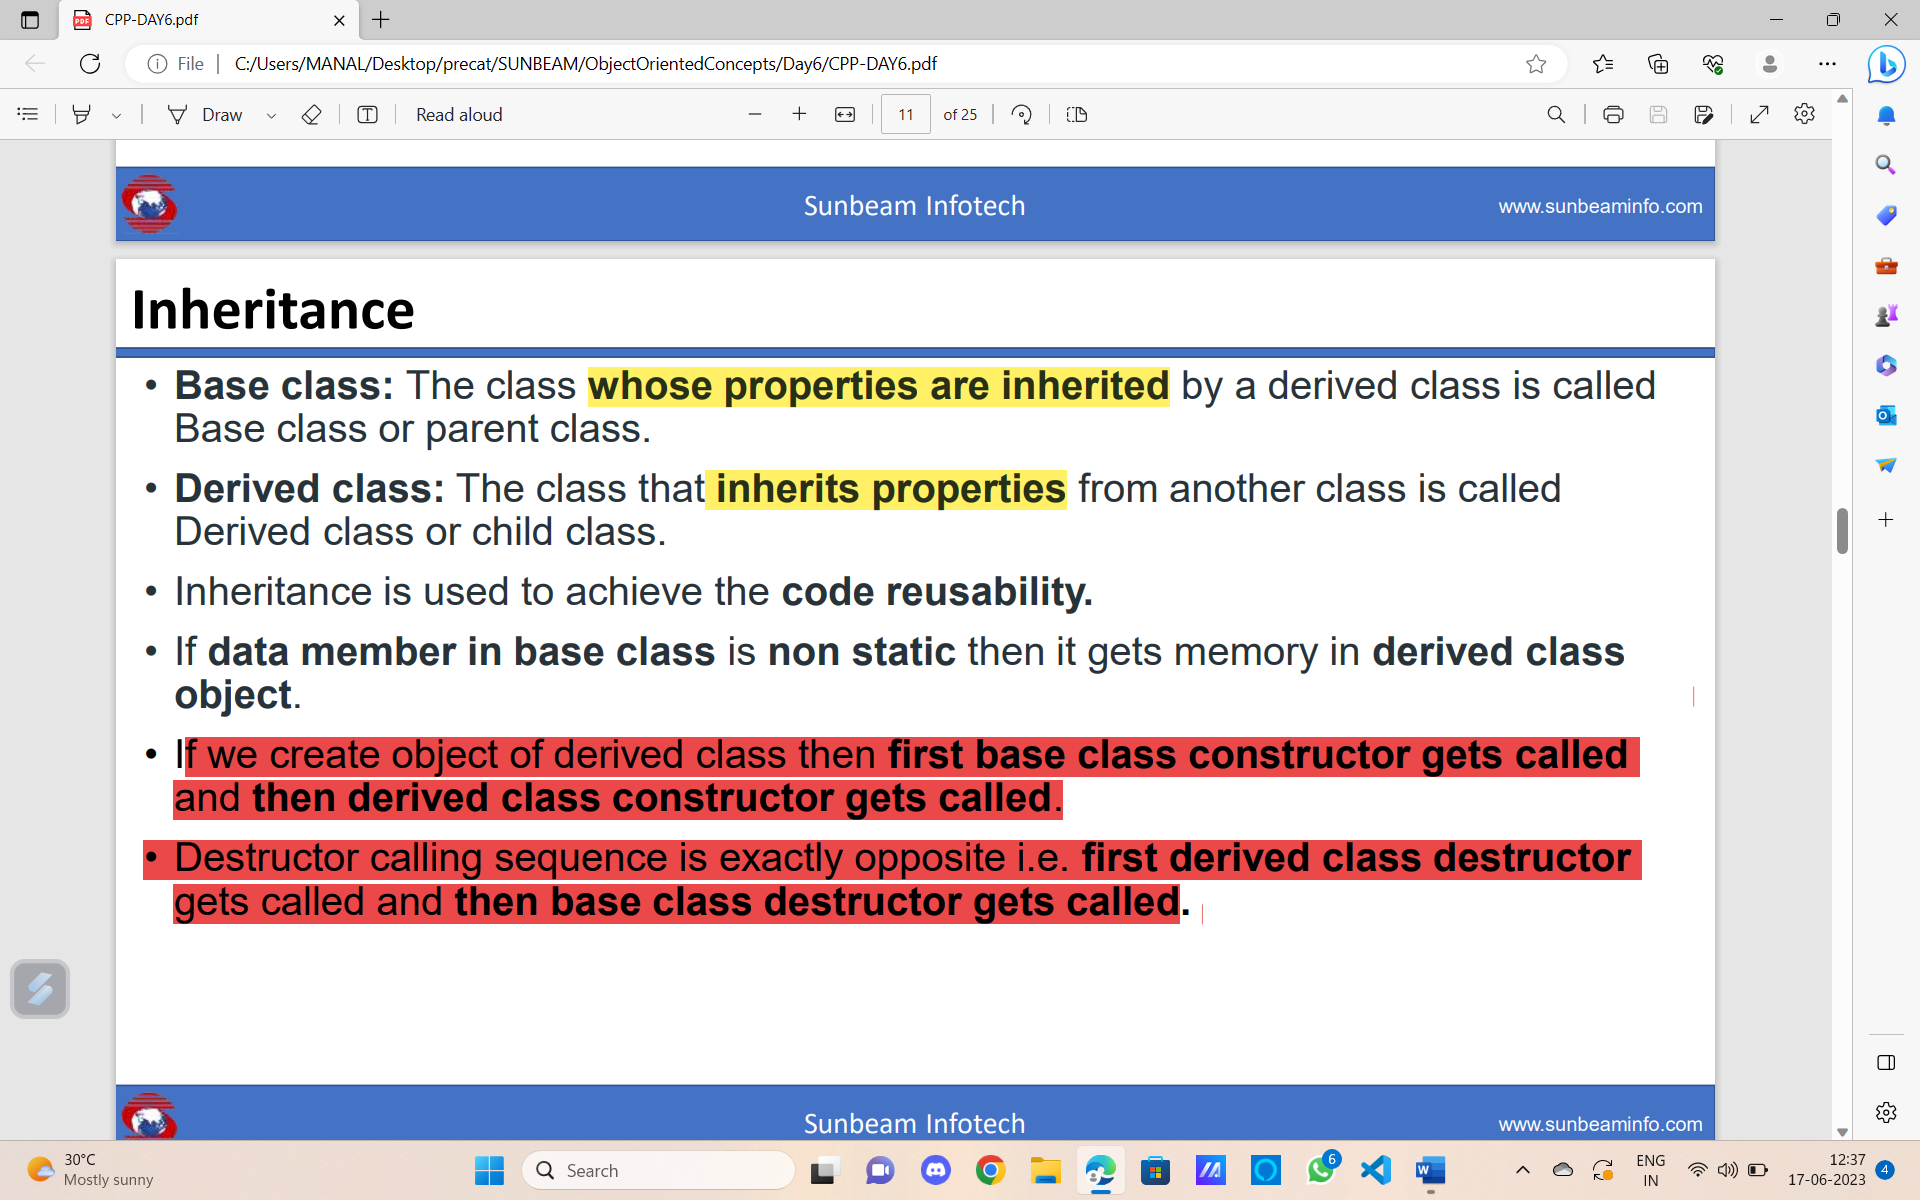 CPP-DAY6.pdf
File
C:/Users/MANAL/Desktop/precat/SUNBEAM/ObjectOrientedConcepts/Day6/CPP-DAY6.pdf
Draw
Read aloud
11 of 25
Sunbeam Infotech
www.sunbeaminfo.com
Inheritance
• Base class: The class whose properties are inherited by a derived class is called
Base class or parent class.
• Derived class: The class that inherits properties from another class is called
Derived class or child class.
• Inheritance is used to achieve the code reusability.
• If data member in base class is non static then it gets memory in derived class
object.
• If we create object of derived class then first base class constructor gets called
and then derived class constructor gets called.
• Destructor calling sequence is exactly opposite i.e. first derived class destructor
gets called and then base class destructor gets called.
Sunbeam Infotech
www.sunbeaminfo.com
30°C
Mostly sunny
Search
6
ENG
IN
12:37
17-06-2023
4